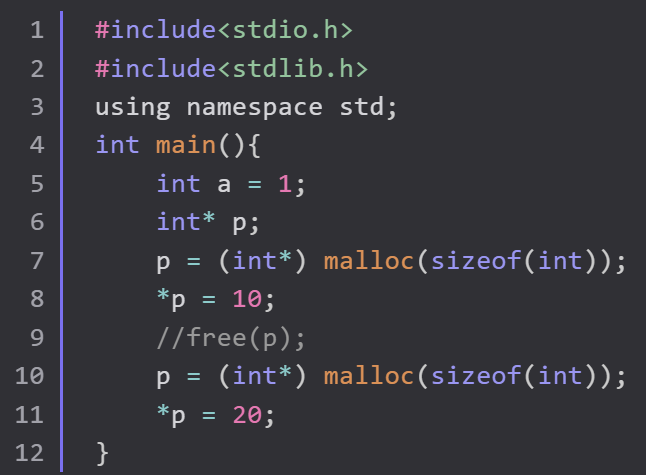 1 #include<stdio.h>
2 #include<stdlib.h>
3 using namespace std;
4 int main(){
5     int a = 1;
6     int* p;
7     p = (int*) malloc(sizeof(int));
8     *p = 10;
9     //free(p);
10     p = (int*) malloc(sizeof(int));
11     *p = 20;
12 }